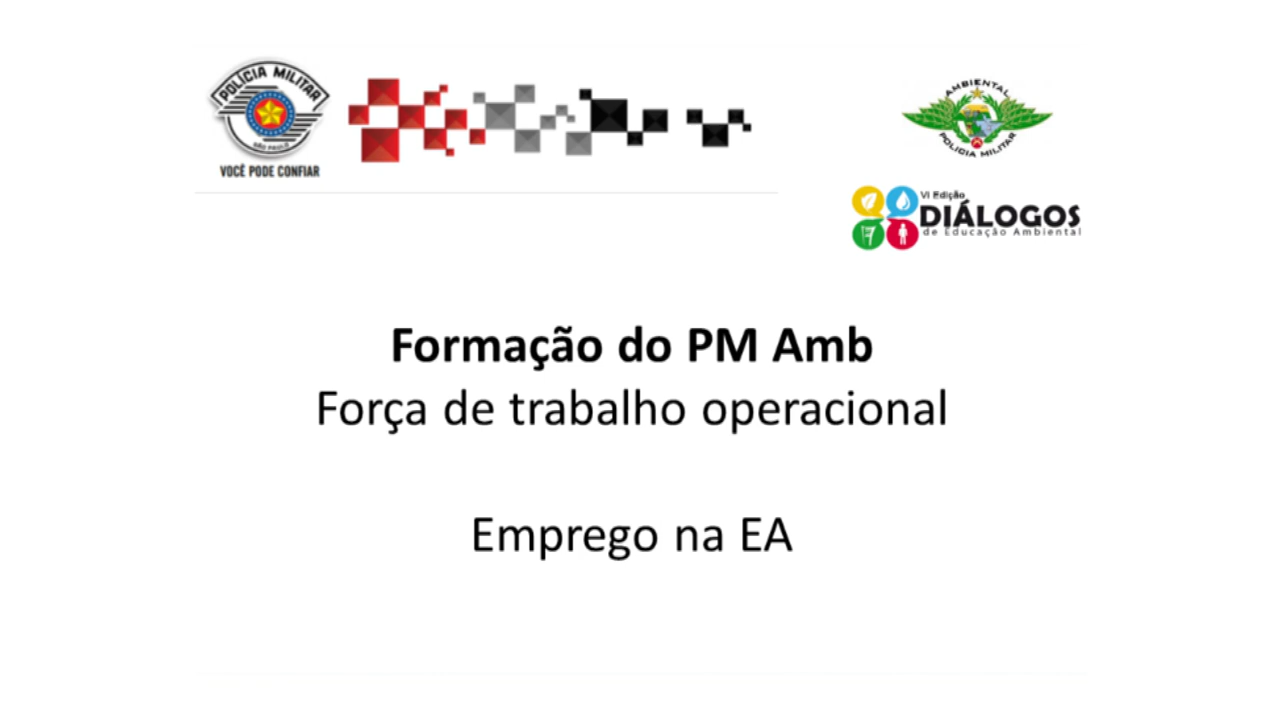 POLÍCIA MILITAR
SÃO PAULO
VOCÊ PODE CONFIAR
AMBIENTAL
POLÍCIA MILITAR
VI Edição
DIÁLOGOS
de Educação Ambiental
Formação do PM Amb
Força de trabalho operacional
Emprego na EA